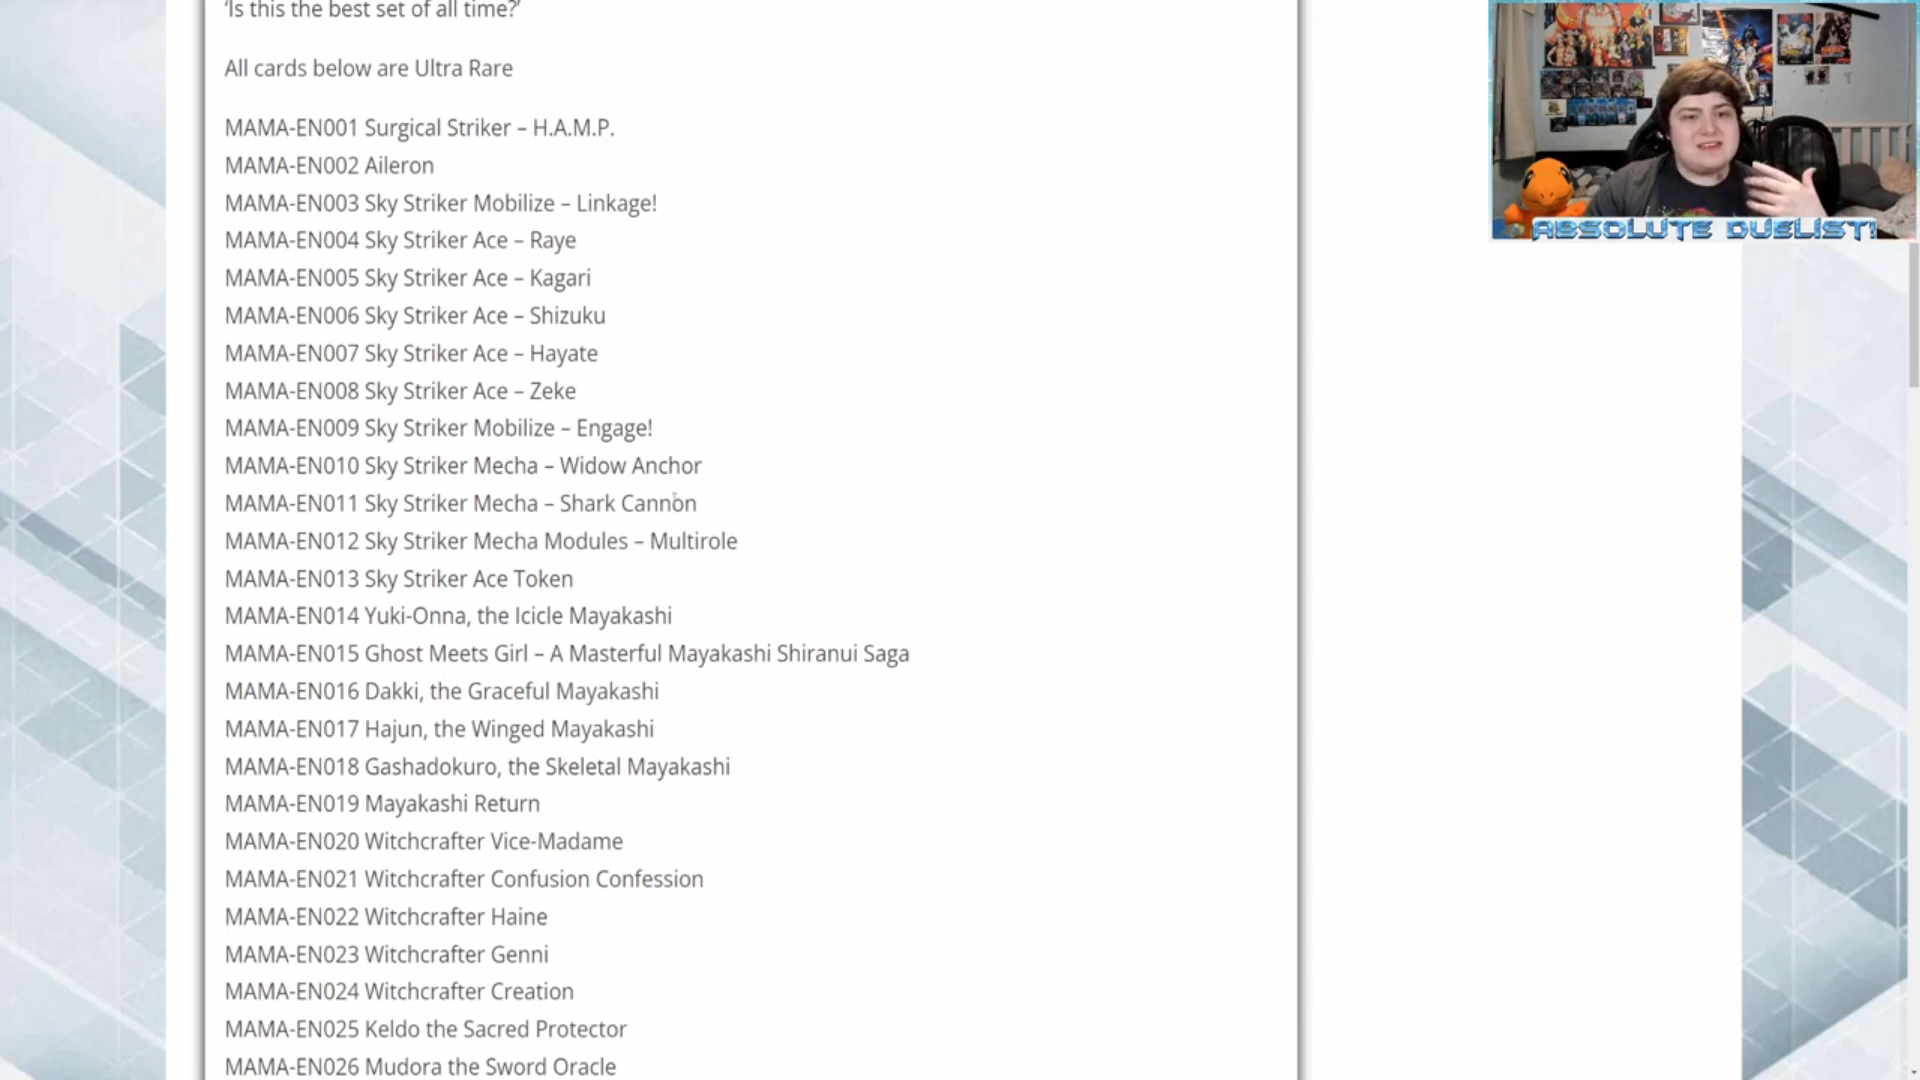 ‘Is this the best set of all time?’
All cards below are Ultra Rare
MAMA-EN001 Surgical Striker – H.A.M.P.
MAMA-EN002 Aileron
MAMA-EN003 Sky Striker Mobilize – Linkage!
MAMA-EN004 Sky Striker Ace – Raye
MAMA-EN005 Sky Striker Ace – Kagari
MAMA-EN006 Sky Striker Ace – Shizuku
MAMA-EN007 Sky Striker Ace – Hayate
MAMA-EN008 Sky Striker Ace – Zeke
MAMA-EN009 Sky Striker Mobilize – Engage!
MAMA-EN010 Sky Striker Mecha – Widow Anchor
MAMA-EN011 Sky Striker Mecha – Shark Cannon
MAMA-EN012 Sky Striker Mecha Modules – Multirole
MAMA-EN013 Sky Striker Ace Token
MAMA-EN014 Yuki-Onna, the Icicle Mayakashi
MAMA-EN015 Ghost Meets Girl – A Masterful Mayakashi Shiranui Saga
MAMA-EN016 Dakki, the Graceful Mayakashi
MAMA-EN017 Hajun, the Winged Mayakashi
MAMA-EN018 Gashadokuro, the Skeletal Mayakashi
MAMA-EN019 Mayakashi Return
MAMA-EN020 Witchcrafter Vice-Madame
MAMA-EN021 Witchcrafter Confusion Confession
MAMA-EN022 Witchcrafter Haine
MAMA-EN023 Witchcrafter Genni
MAMA-EN024 Witchcrafter Creation
MAMA-EN025 Keldo the Sacred Protector
MAMA-EN026 Mudora the Sword Oracle
ABSOLUTE DUELIST!